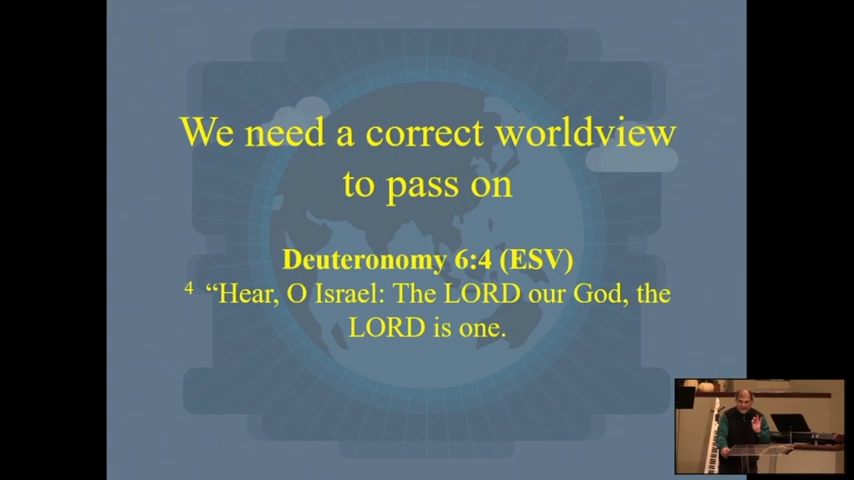 We need a correct worldview
to pass on
Deuteronomy 6:4 (ESV)
4 “Hear, O Israel: The LORD our God, the
LORD is one.